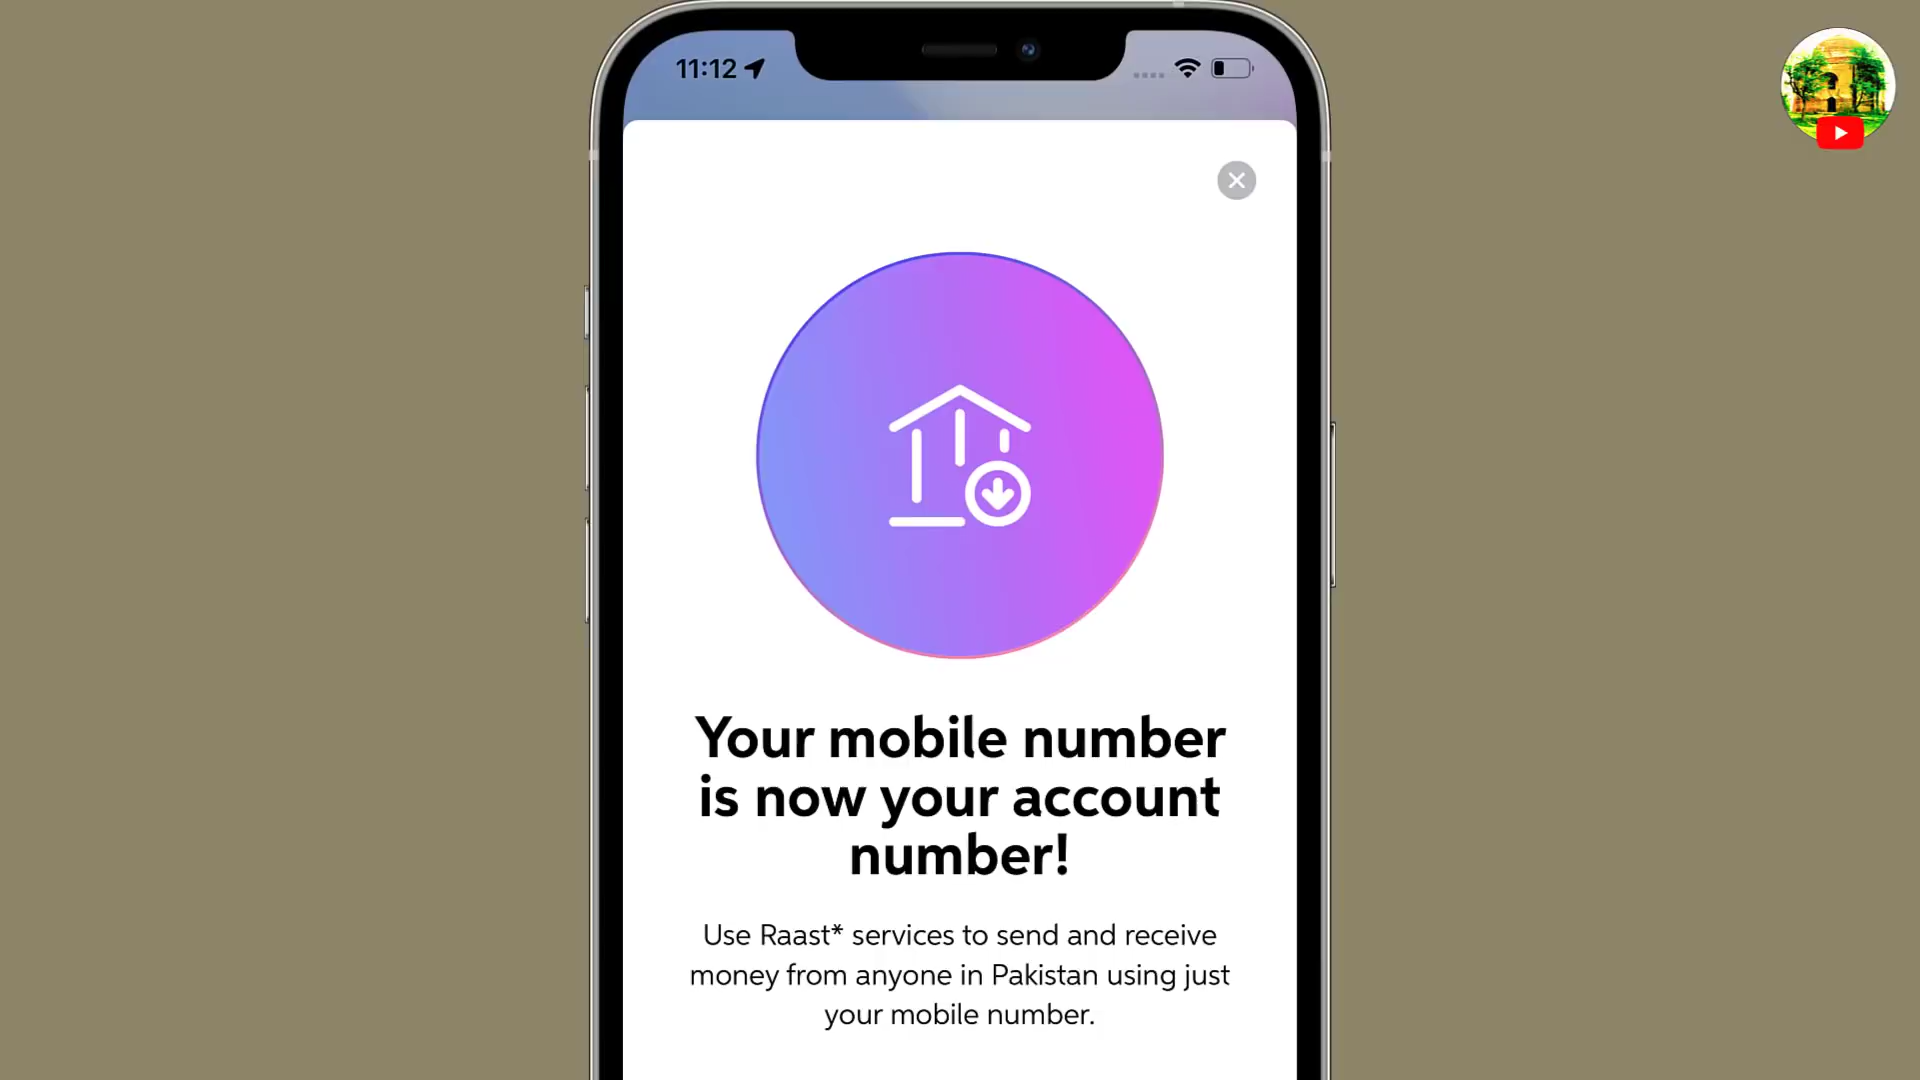 11:12
Your mobile number
is now your account
number!
Use Raast* services to send and receive
money from anyone in Pakistan using just
your mobile number.